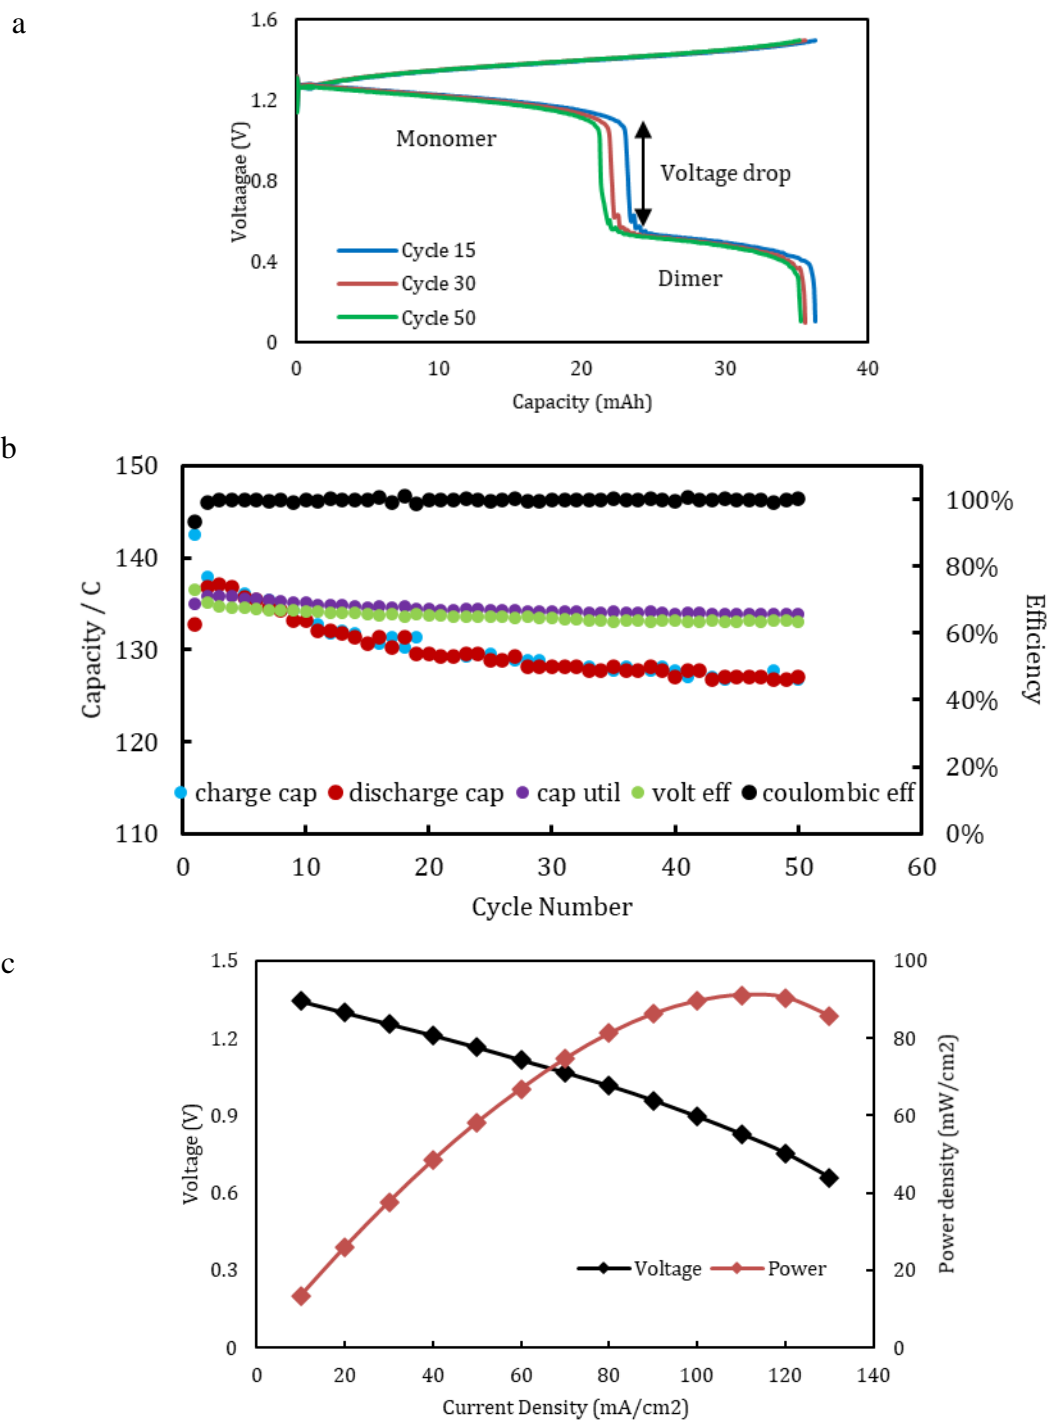 a
1.6
1.2
0.8
0.4
0
Voltaagae (V)
Monomer
Voltage drop
Dimer
Cycle 15
Cycle 30
Cycle 50
0 10 20 30 40
Capacity (mAh)
b
150
140
130
120
110
Capacity / C
100%
80%
60%
40%
20%
0%
Efficiency
charge cap discharge cap cap util volt eff coulombic eff
0 10 20 30 40 50 60
Cycle Number
c
1.5
1.2
0.9
0.6
0.3
0
Voltage (V)
100
80
60
40
20
0
Power density (mW/cm2)
Voltage Power
0 20 40 60 80 100 120 140
Current Density (mA/cm2)